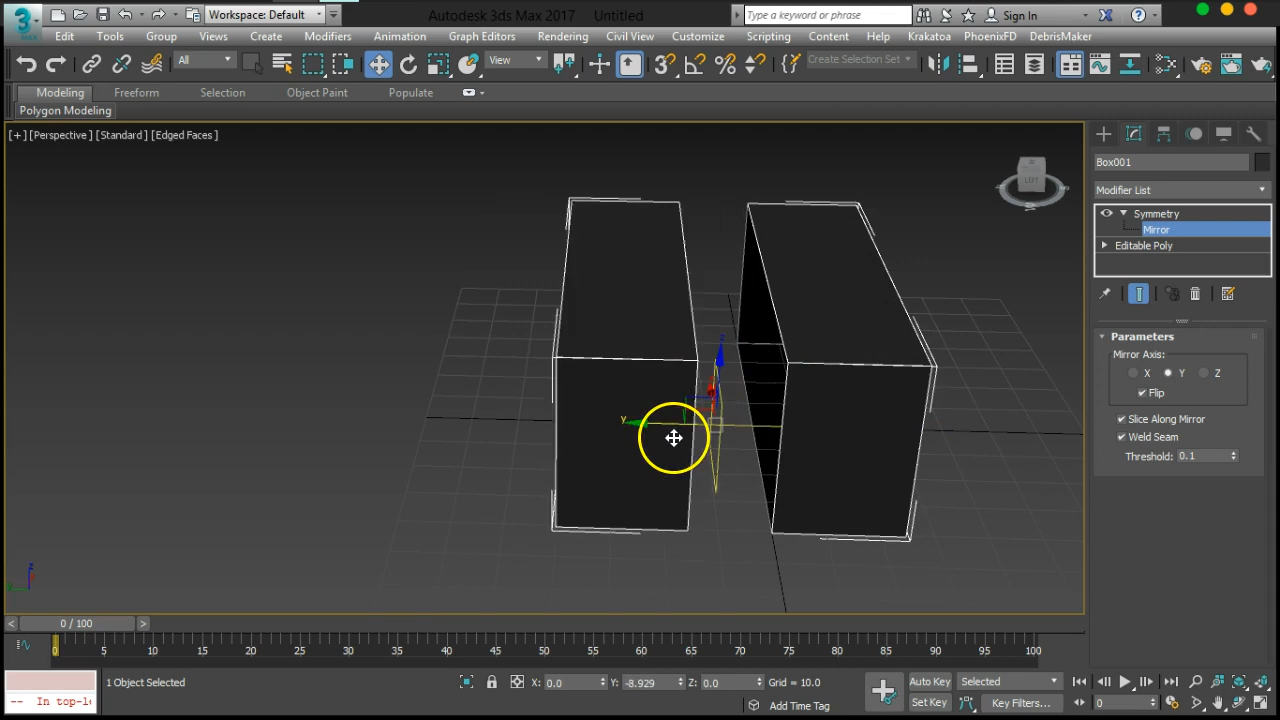 Workspace: Default
Autodesk 3ds Max 2017 Untitled
Type a keyword or phrase
Sign In
3
MAX
Edit Tools Group Views Create Modifiers Animation Graph Editors Rendering Civil View Customize Scripting Content Help Krakatoa PhoenixFD DebrisMaker
All
View
Create Selection Set
Modeling Freeform Selection Object Paint Populate
Polygon Modeling
[+] [Perspective] [Standard] [Edged Faces]
LEFT
Box001
Modifier List
Symmetry
Mirror
Editable Poly
Parameters
Mirror Axis:
X Y Z
Flip
Slice Along Mirror
Weld Seam
Threshold: 0.1
z
y
0 / 100
0 5 10 15 20 25 30 35 40 45 50 55 60 65 70 75 80 85 90 95 100
1 Object Selected
X: 0.0 Y: -8.929 Z: 0.0 Grid = 10.0
Auto Key
Selected
-- In top-le
Add Time Tag
Set Key
Key Filters...
0